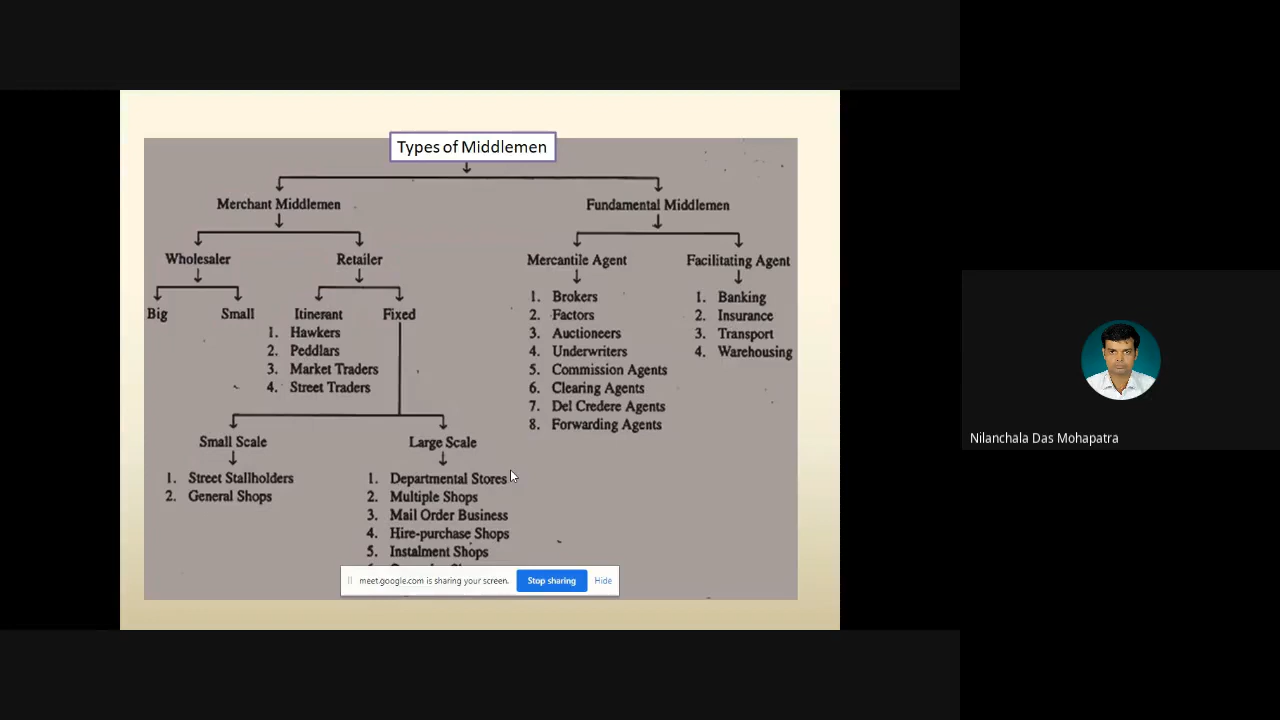 Types of Middlemen
Merchant Middlemen
Fundamental Middlemen
Wholesaler
Retailer
Mercantile Agent
Facilitating Agent
Big
Small
Itinerant
Fixed
1. Hawkers
2. Peddlars
3. Market Traders
4. Street Traders
1. Brokers
2. Factors
3. Auctioneers
4. Underwriters
5. Commission Agents
6. Clearing Agents
7. Del Credere Agents
8. Forwarding Agents
1. Banking
2. Insurance
3. Transport
4. Warehousing
Small Scale
Large Scale
1. Street Stallholders
2. General Shops
1. Departmental Stores
2. Multiple Shops
3. Mail Order Business
4. Hire-purchase Shops
5. Instalment Shops
meet.google.com is sharing your screen.
Stop sharing
Hide
Nilanchala Das Mohapatra